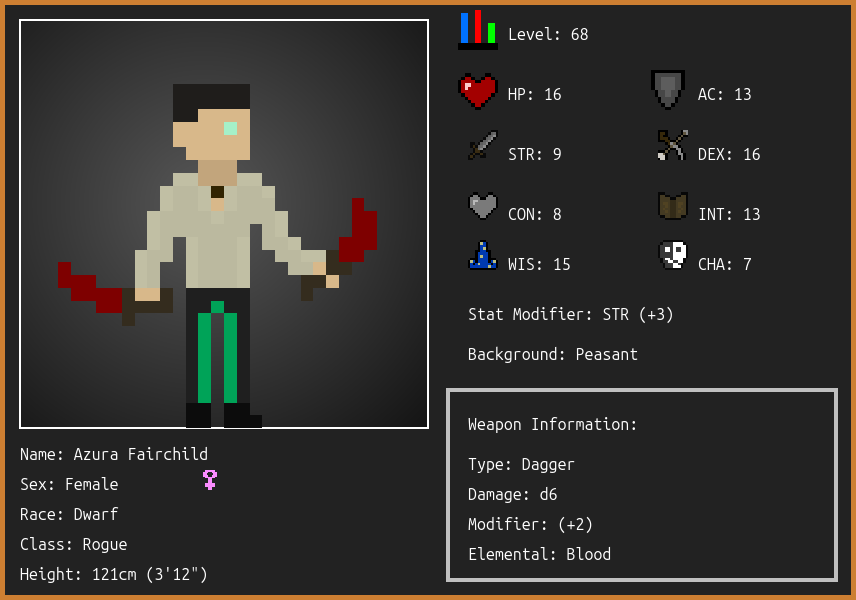 Level: 68
HP: 16
AC: 13
STR: 9
DEX: 16
CON: 8
INT: 13
WIS: 15
CHA: 7
Stat Modifier: STR (+3)
Background: Peasant
Weapon Information:
Type: Dagger
Damage: d6
Modifier: (+2)
Elemental: Blood
Name: Azura Fairchild
Sex: Female
Race: Dwarf
Class: Rogue
Height: 121cm (3'12")